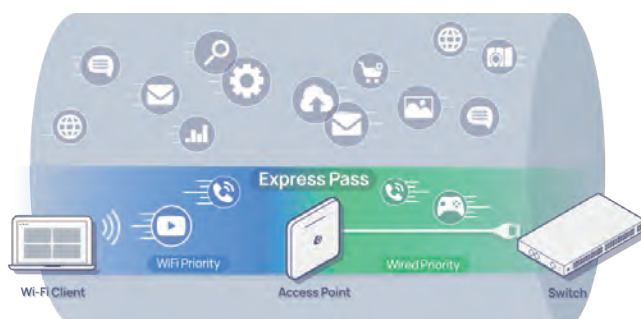 Express Pass
WiFi Priority
Wired Priority
Wi-Fi Client
Access Point
Switch